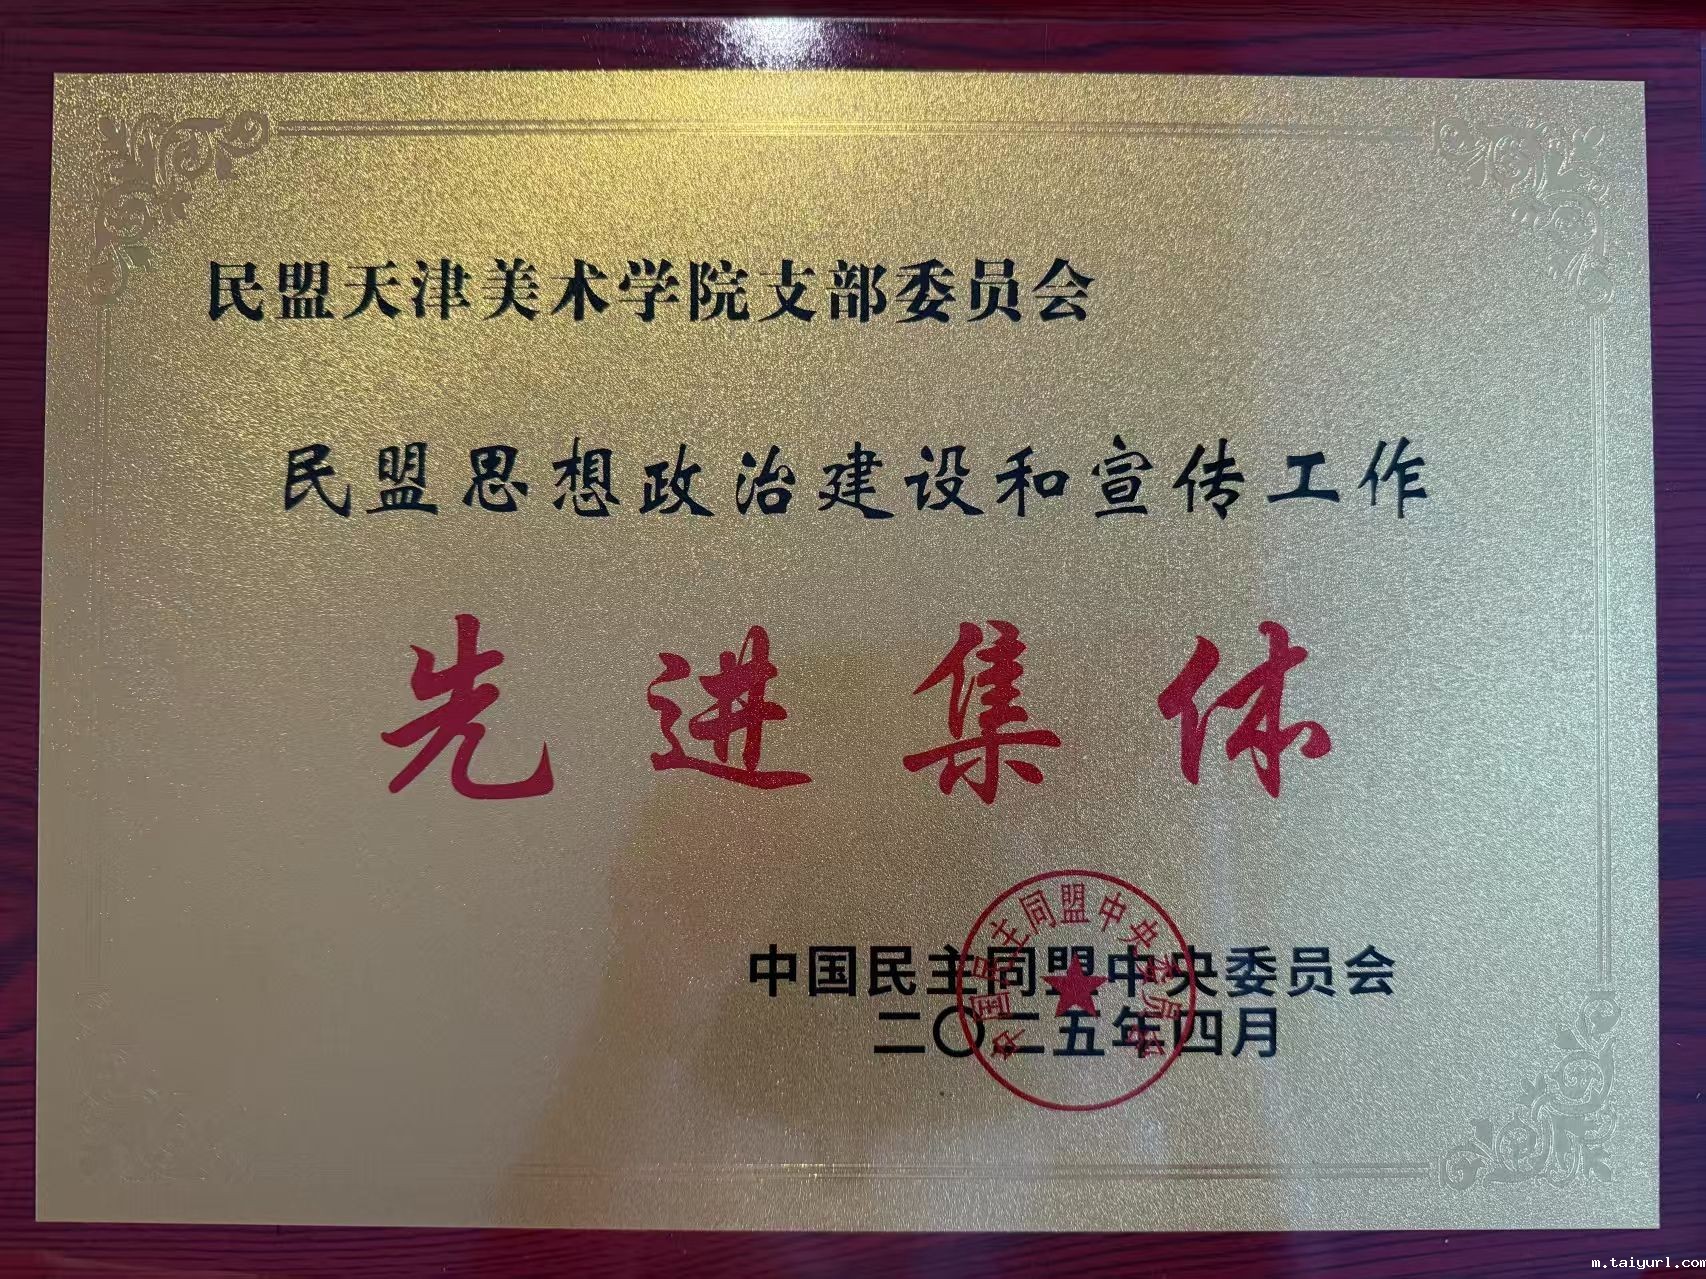 民盟天津美术学院支部委员会
民盟思想政治建设和宣传工作
先进集体
中国民主同盟中央委员会
二〇二五年四月
m.taiyurl.com